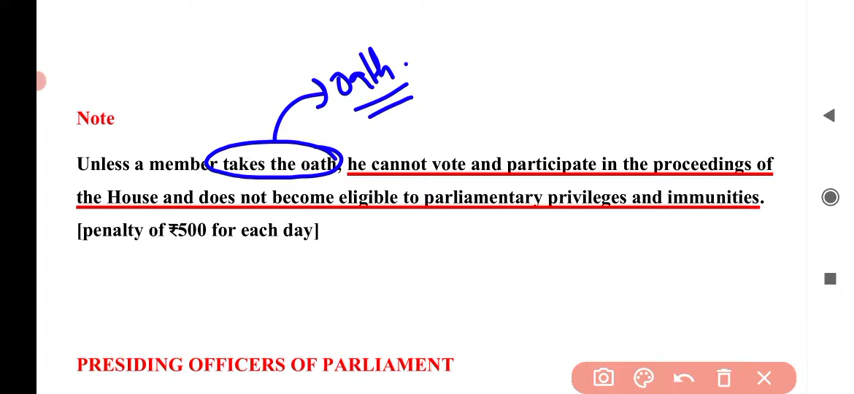 oath.
Note
Unless a member takes the oath, he cannot vote and participate in the proceedings of
the House and does not become eligible to parliamentary privileges and immunities.
[penalty of ₹500 for each day]
PRESIDING OFFICERS OF PARLIAMENT